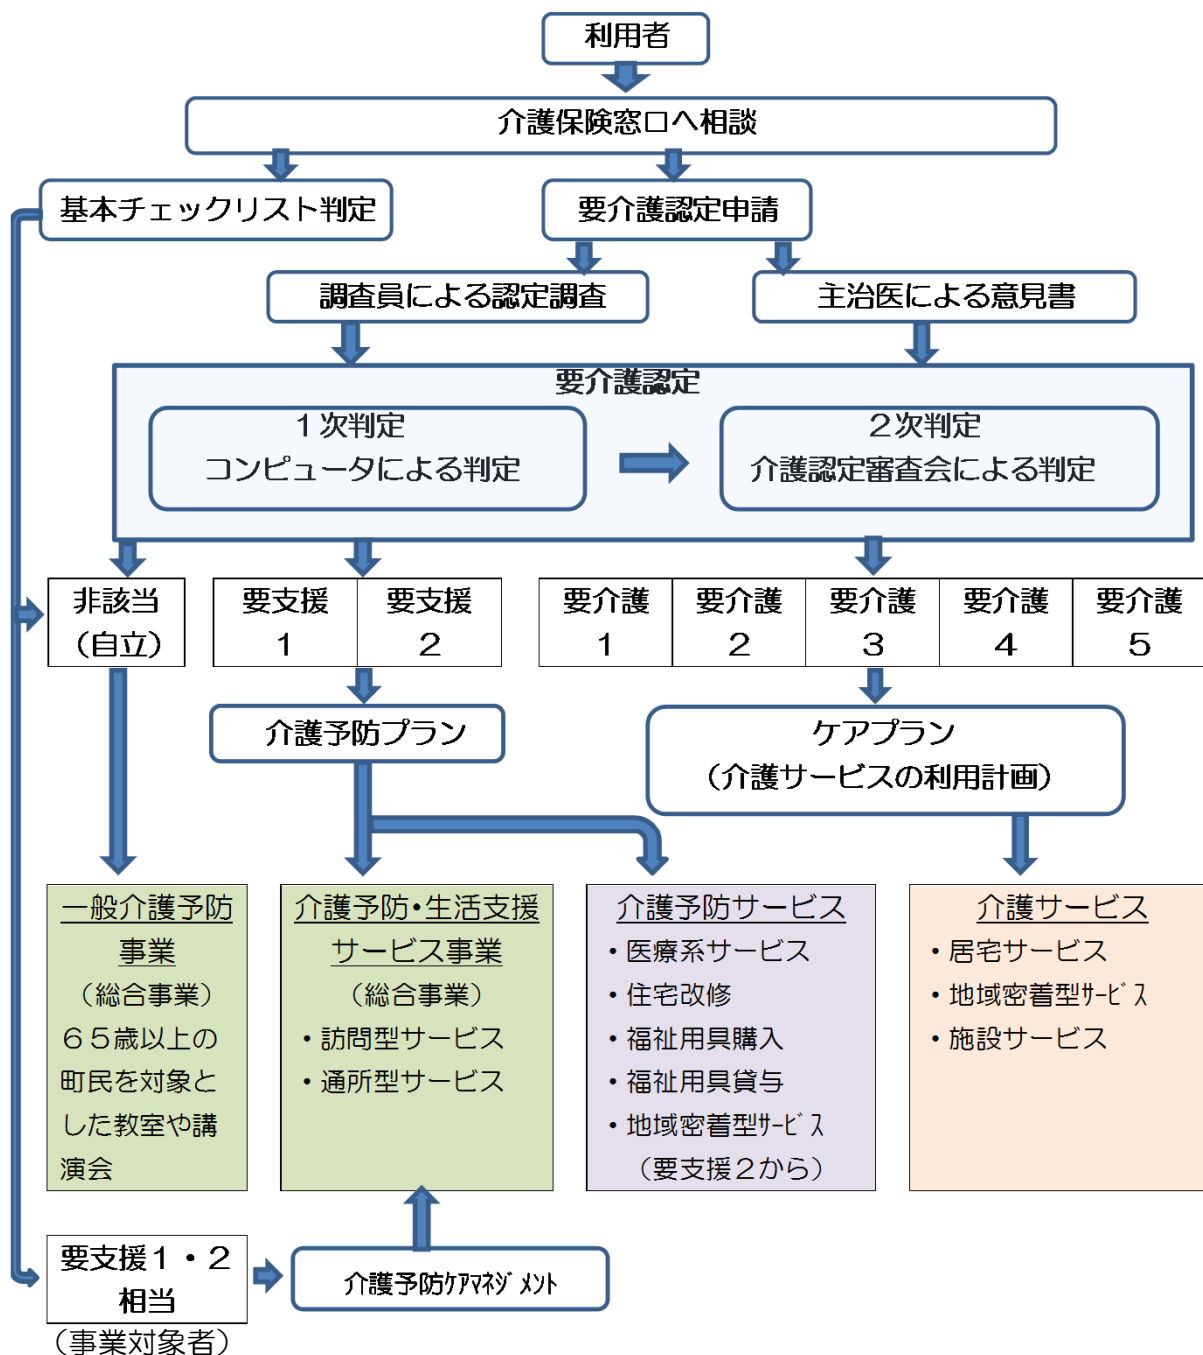 利用者
介護保険窓口へ相談
基本チェックリスト判定
要介護認定申請
調査員による認定調査
主治医による意見書
要介護認定
１次判定
コンピュータによる判定
２次判定
介護認定審査会による判定
非該当
（自立）
要支援
１
要支援
２
要介護
１
要介護
２
要介護
３
要介護
４
要介護
５
介護予防プラン
ケアプラン
（介護サービスの利用計画）
一般介護予防
事業
（総合事業）
６５歳以上の
町民を対象と
した教室や講
演会
介護予防・生活支援
サービス事業
（総合事業）
・訪問型サービス
・通所型サービス
介護予防サービス
・医療系サービス
・住宅改修
・福祉用具購入
・福祉用具貸与
・地域密着型ｻｰﾋﾞｽ
（要支援２から）
介護サービス
・居宅サービス
・地域密着型ｻｰﾋﾞｽ
・施設サービス
要支援１・２
相当
（事業対象者）
介護予防ｹｱﾏﾈｼﾞﾒﾝﾄ